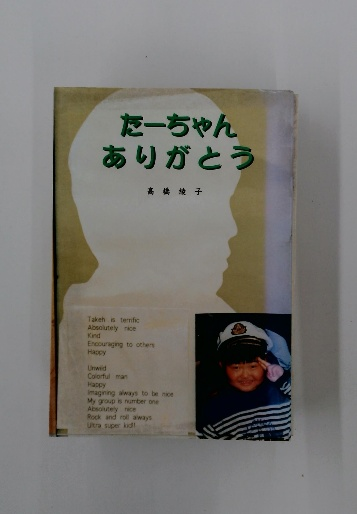 たーちゃん
ありがとう
高橋綾子
Takeh is terrific
Absolutely nice
Kind
Encouraging to others
Happy
Unwild
Colorful man
Happy
Imagining always to be nice
My group is number one
Absolutely nice
Rock and roll always
Ultra super kid!!